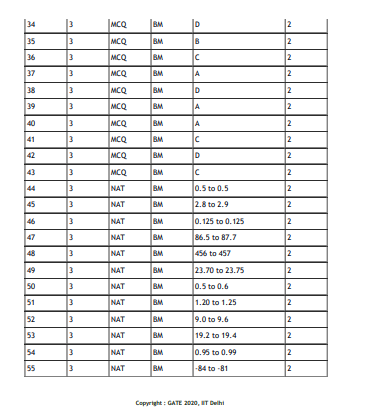 34 3 MCQ BM D 2
35 3 MCQ BM B 2
36 3 MCQ BM C 2
37 3 MCQ BM A 2
38 3 MCQ BM D 2
39 3 MCQ BM A 2
40 3 MCQ BM A 2
41 3 MCQ BM C 2
42 3 MCQ BM D 2
43 3 MCQ BM C 2
44 3 NAT BM 0.5 to 0.5 2
45 3 NAT BM 2.8 to 2.9 2
46 3 NAT BM 0.125 to 0.125 2
47 3 NAT BM 86.5 to 87.7 2
48 3 NAT BM 456 to 457 2
49 3 NAT BM 23.70 to 23.75 2
50 3 NAT BM 0.5 to 0.6 2
51 3 NAT BM 1.20 to 1.25 2
52 3 NAT BM 9.0 to 9.6 2
53 3 NAT BM 19.2 to 19.4 2
54 3 NAT BM 0.95 to 0.99 2
55 3 NAT BM -84 to -81 2
Copyright : GATE 2020, IIT Delhi